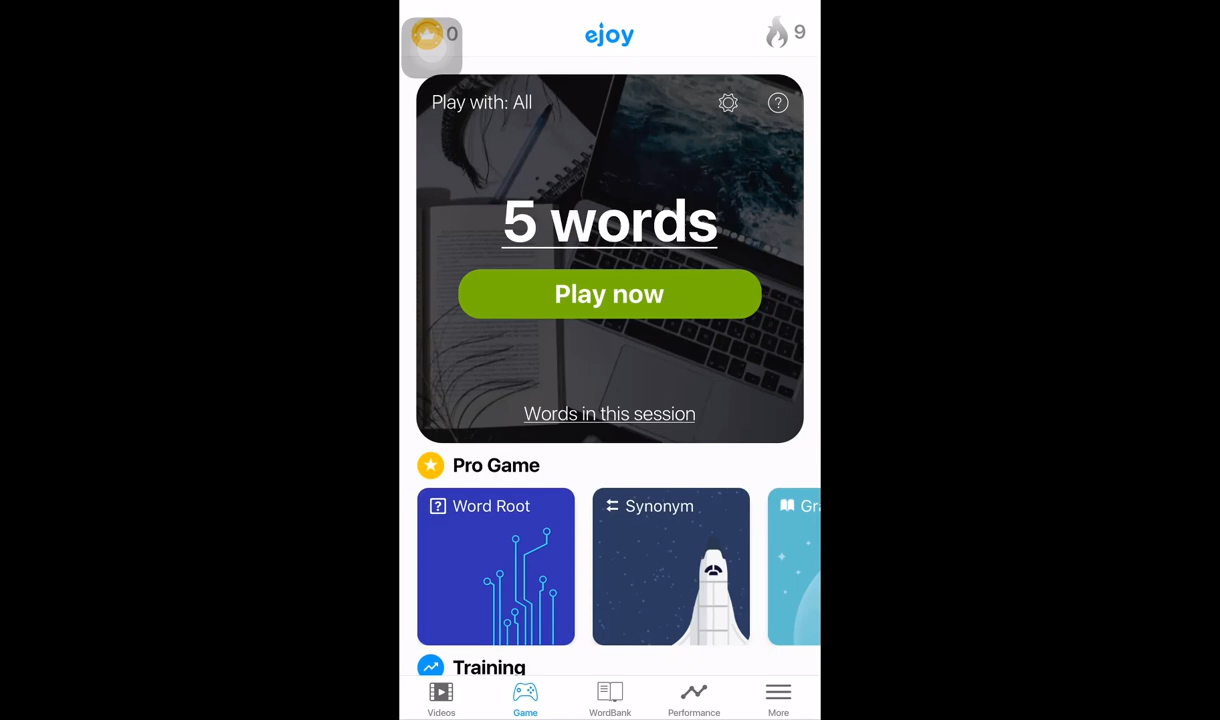 0
ejoy
9
Play with: All
5 words
Play now
Words in this session
Pro Game
Word Root
Synonym
Training
Videos
Game
WordBank
Performance
More